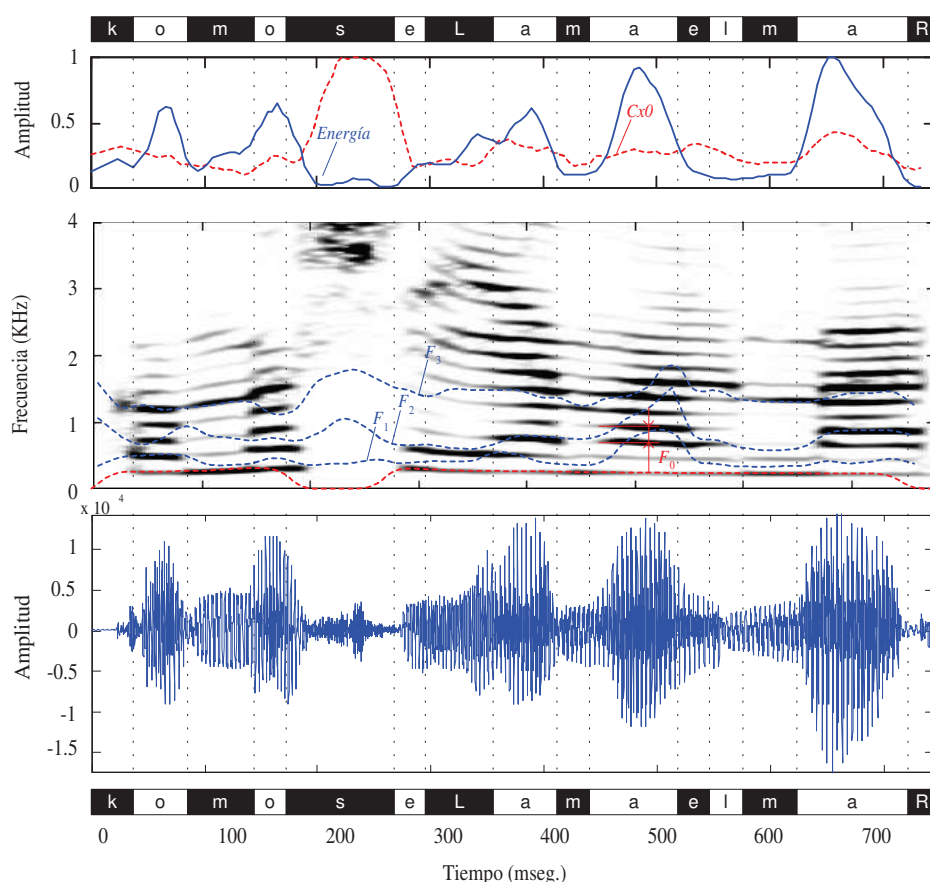 k o m o s e L a m a e l m a R
1
0.5
0
Amplitud
Energía
Cx0
4
3
2
1
0
Frecuencia (KHz)
F3
F2
F1
F0
x 10 4
1
0.5
0
-0.5
-1
-1.5
Amplitud
k o m o s e L a m a e l m a R
0 100 200 300 400 500 600 700
Tiempo (mseg.)